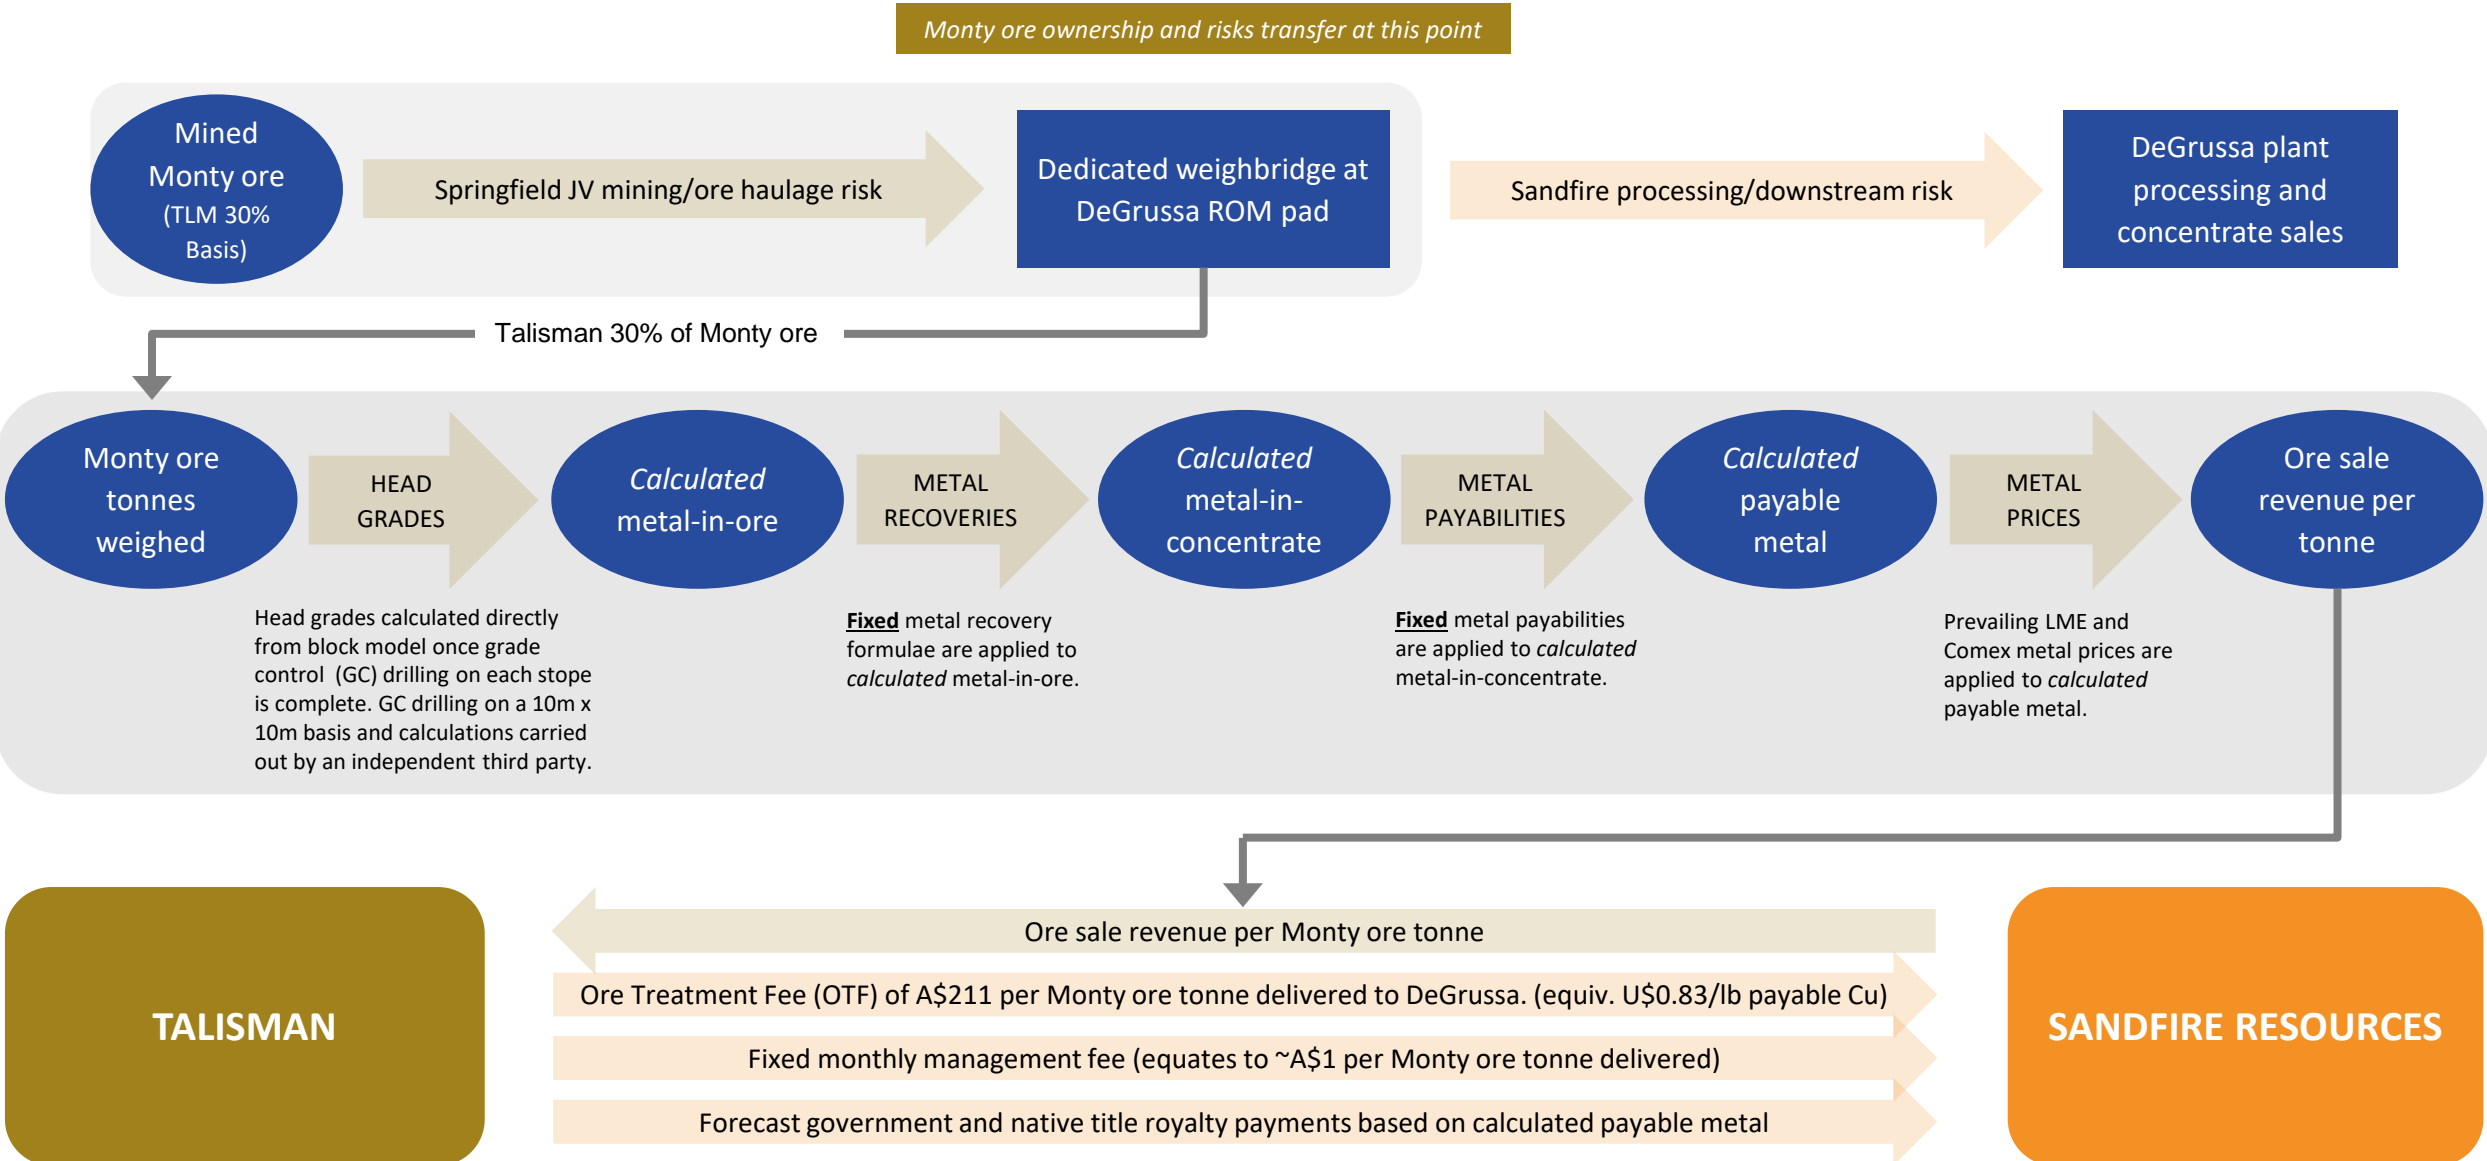 Monty ore ownership and risks transfer at this point
Mined
Monty ore
(TLM 30%
Basis)
Springfield JV mining/ore haulage risk
Dedicated weighbridge at
DeGrussa ROM pad
Sandfire processing/downstream risk
DeGrussa plant
processing and
concentrate sales
Talisman 30% of Monty ore
Monty ore
tonnes
weighed
HEAD
GRADES
Calculated
metal-in-ore
METAL
RECOVERIES
Calculated
metal-in-
concentrate
METAL
PAYABILITIES
Calculated
payable
metal
METAL
PRICES
Ore sale
revenue per
tonne
Head grades calculated directly
from block model once grade
control (GC) drilling on each stope
is complete. GC drilling on a 10m x
10m basis and calculations carried
out by an independent third party.
Fixed metal recovery
formulae are applied to
calculated metal-in-ore.
Fixed metal payabilities
are applied to calculated
metal-in-concentrate.
Prevailing LME and
Comex metal prices are
applied to calculated
payable metal.
TALISMAN
Ore sale revenue per Monty ore tonne
Ore Treatment Fee (OTF) of A$211 per Monty ore tonne delivered to DeGrussa. (equiv. U$0.83/lb payable Cu)
Fixed monthly management fee (equates to ~A$1 per Monty ore tonne delivered)
Forecast government and native title royalty payments based on calculated payable metal
SANDFIRE RESOURCES